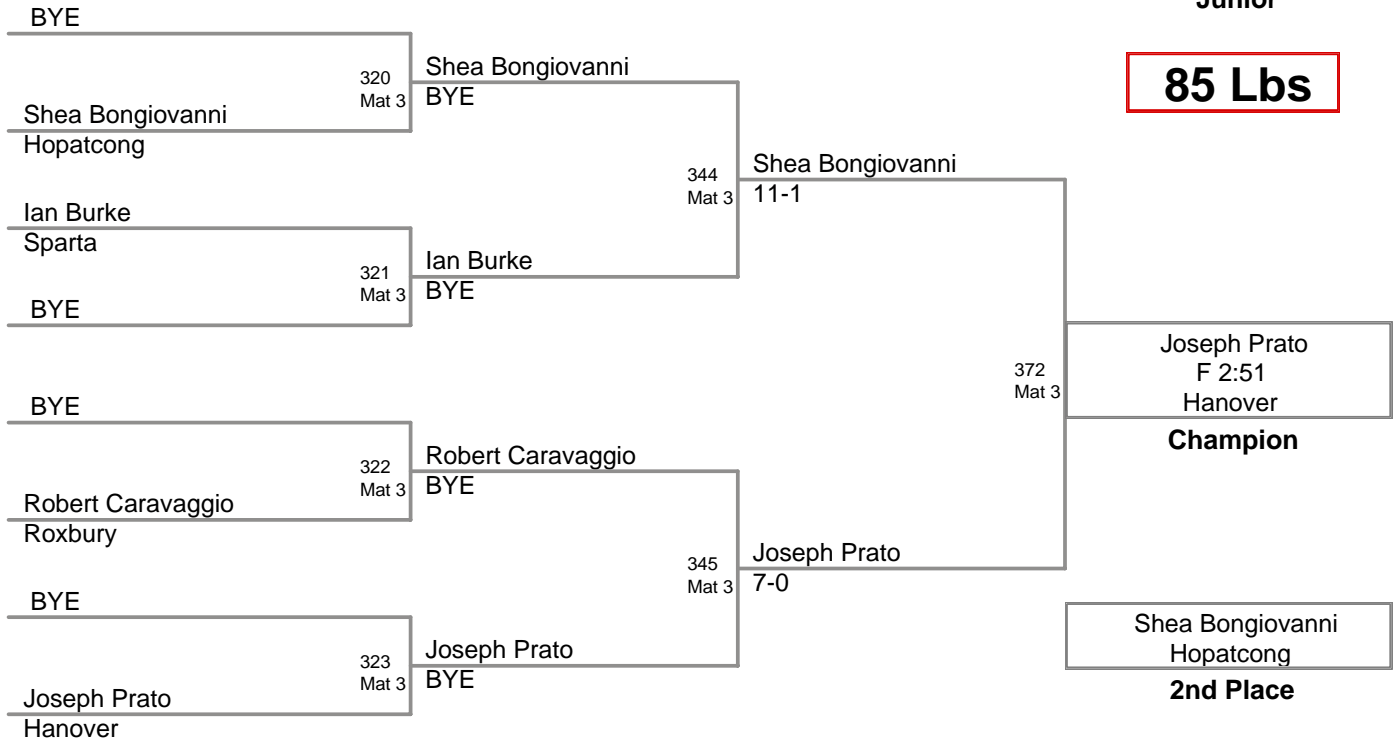 Junior
85 Lbs
BYE
320
Mat 3
Shea Bongiovanni
Hopatcong
Shea Bongiovanni
BYE
Ian Burke
Sparta
321
Mat 3
BYE
Ian Burke
BYE
344
Mat 3
Shea Bongiovanni
11-1
BYE
322
Mat 3
Robert Caravaggio
Roxbury
Robert Caravaggio
BYE
BYE
323
Mat 3
Joseph Prato
Hanover
Joseph Prato
BYE
345
Mat 3
Joseph Prato
7-0
372
Mat 3
Joseph Prato
F 2:51
Hanover
Champion
Shea Bongiovanni
Hopatcong
2nd Place